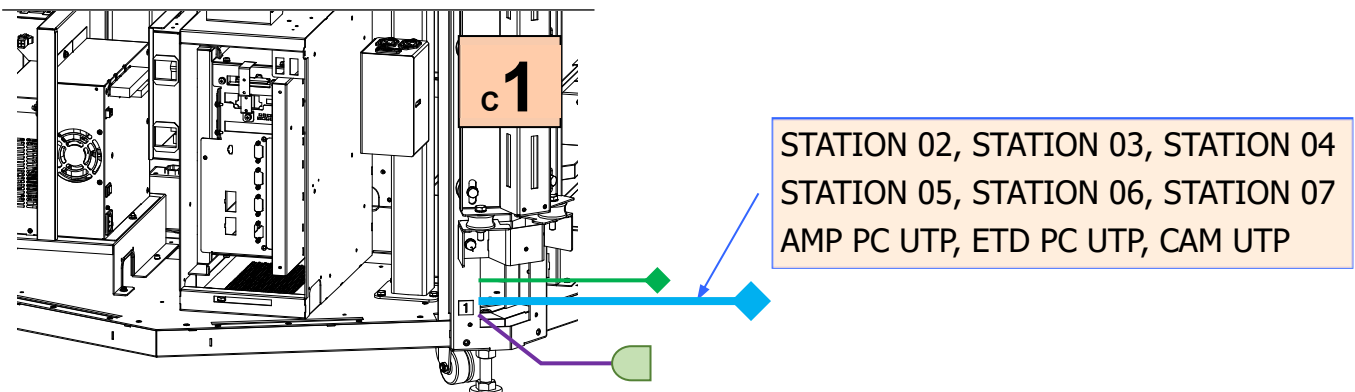 C1
STATION 02, STATION 03, STATION 04
STATION 05, STATION 06, STATION 07
AMP PC UTP, ETD PC UTP, CAM UTP
1